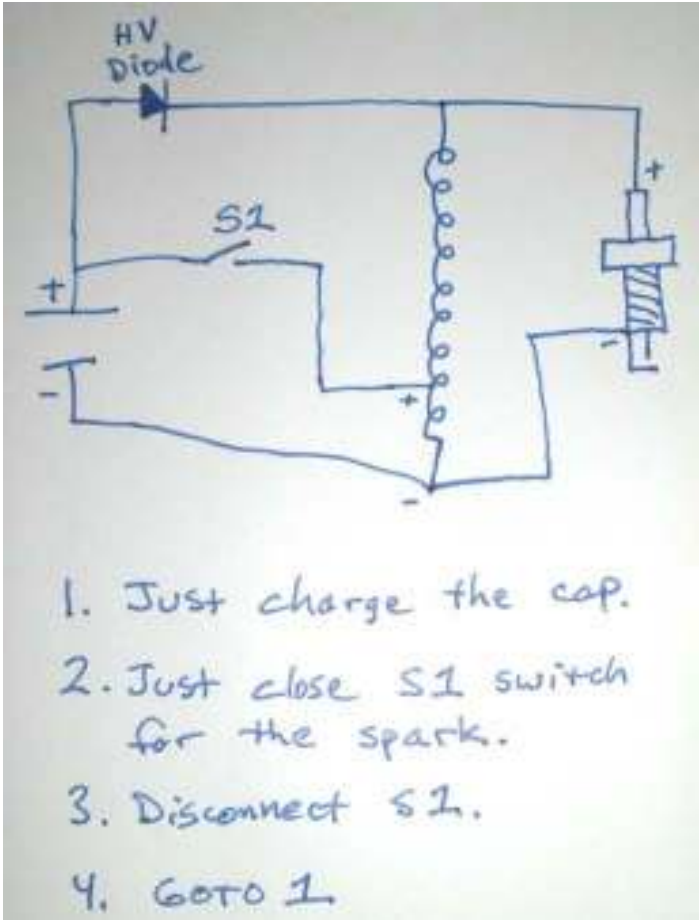 HV
Diode
S1
+
+
-
+
-
-
1. Just charge the cap.
2. Just close S1 switch
for the spark.
3. Disconnect S1.
4. GOTO 1